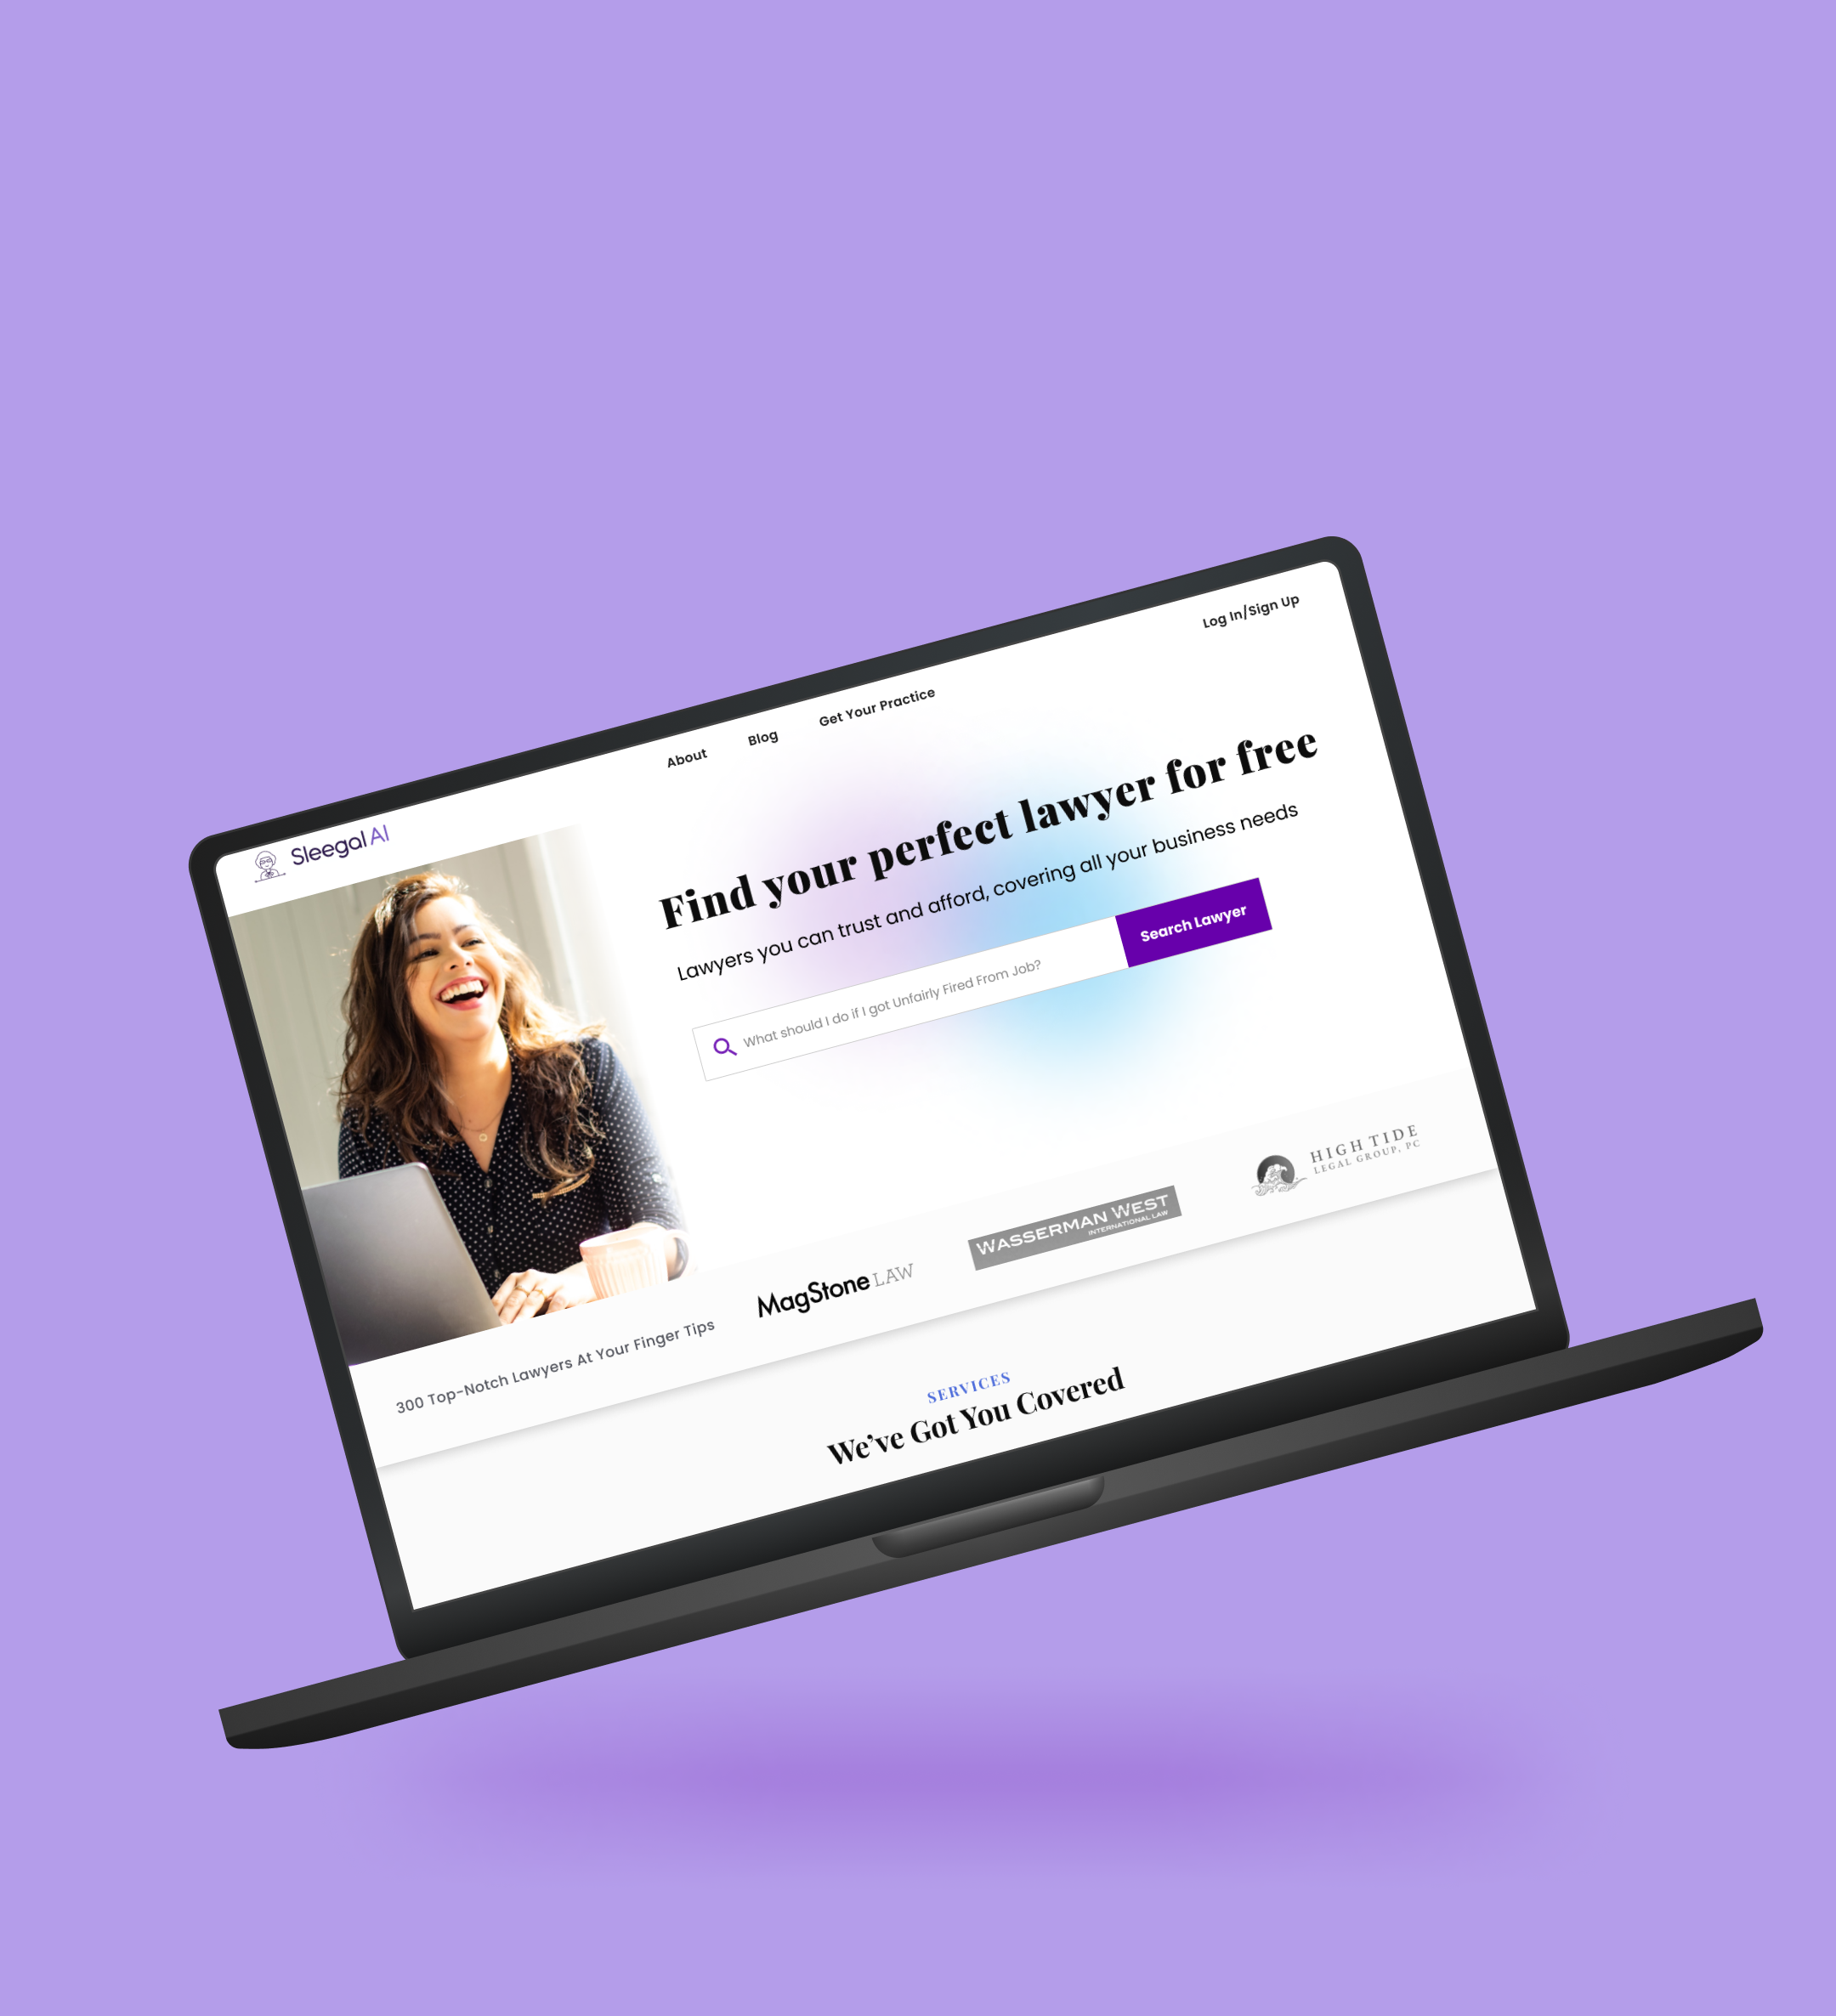 Sleegal AI
About
Blog
Get Your Practice
Log In/Sign Up
Find your perfect lawyer for free
Lawyers you can trust and afford, covering all your business needs
What should I do if I got Unfairly Fired From Job?
Search Lawyer
300 Top-Notch Lawyers At Your Finger Tips
MagStone LAW
WASSERMAN WEST
INTERNATIONAL LAW
HIGH TIDE
LEGAL GROUP, PC
SERVICES
We've Got You Covered